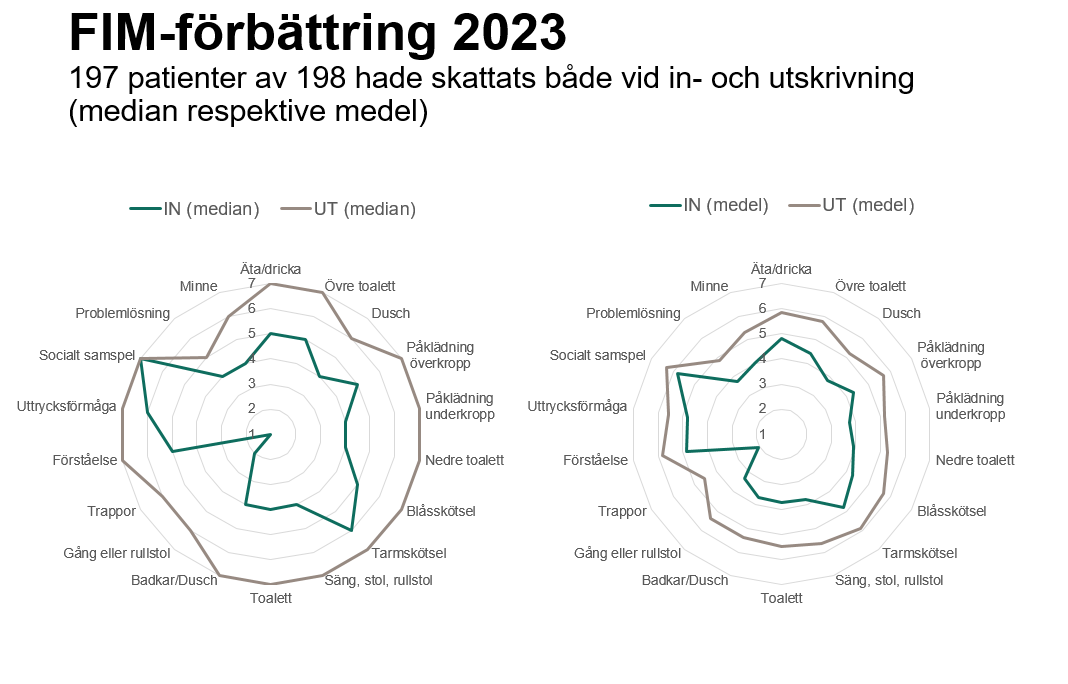 FIM-förbättring 2023
197 patienter av 198 hade skattats både vid in- och utskrivning
(median respektive medel)
IN (median)
UT (median)
Äta/dricka
Övre toalett
Dusch
Påklädning
överkropp
Påklädning
underkropp
Nedre toalett
Blåsskötsel
Tarmskötsel
Säng, stol, rullstol
Toalett
Badkar/Dusch
Gång eller rullstol
Trappor
Förståelse
Uttrycksförmåga
Socialt samspel
Problemlösning
Minne
7
6
5
4
3
2
1
IN (medel)
UT (medel)
Äta/dricka
Övre toalett
Dusch
Påklädning
överkropp
Påklädning
underkropp
Nedre toalett
Blåsskötsel
Tarmskötsel
Säng, stol, rullstol
Toalett
Badkar/Dusch
Gång eller rullstol
Trappor
Förståelse
Uttrycksförmåga
Socialt samspel
Problemlösning
Minne
7
6
5
4
3
2
1